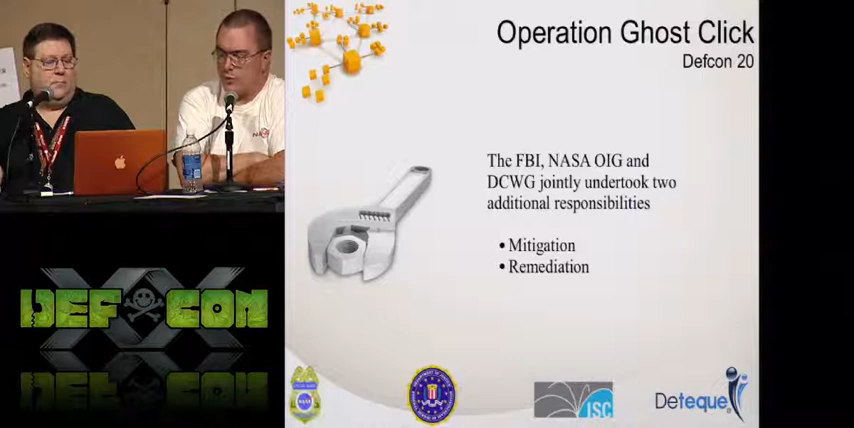 Operation Ghost Click
Defcon 20
The FBI, NASA OIG and
DCWG jointly undertook two
additional responsibilities
• Mitigation
• Remediation
DEF CON
XX
ISC
Deteque